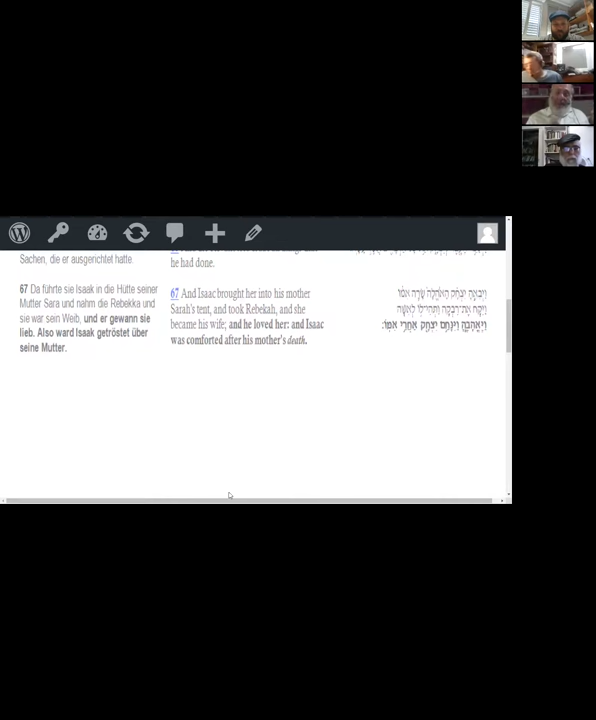 Sachen, die er ausgerichtet hatte.
67 Da führte sie Isaak in die Hütte seiner
Mutter Sara und nahm die Rebekka und
sie war sein Weib, und er gewann sie
lieb. Also ward Isaak getröstet über
seine Mutter.
he had done.
67 And Isaac brought her into his mother
Sarah's tent, and took Rebekah, and she
became his wife; and he loved her: and Isaac
was comforted after his mother's death.
וַיְבִאֶהָ יִצְחָק הָאֹהֱלָה שָׂרָה אִמּוֹ
וַיִּקַּח אֶת־רִבְקָה וַתְּהִי־לוֹ לְאִשָּׁה
וַיֶּאֱהָבֶהָ וַיִּנָּחֵם יִצְחָק אַחֲרֵי אִמּוֹ׃